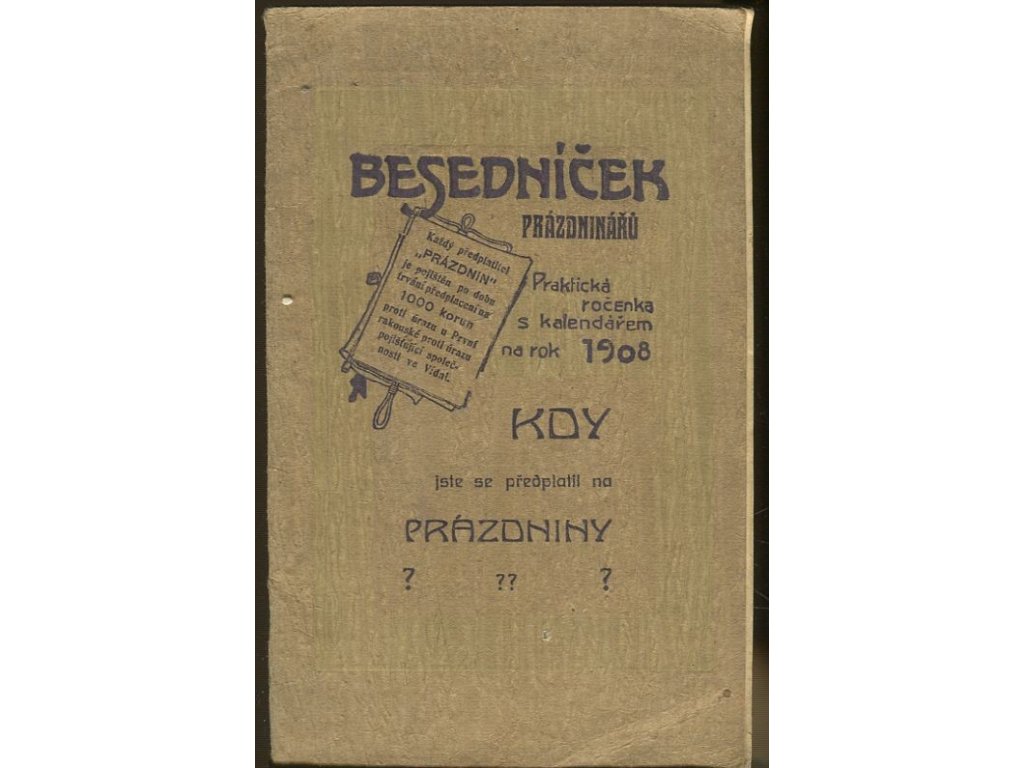 BESEDNÍČEK
PRÁZDNINÁŘŮ
Každý předplatitel
„PRÁZDNIN“
je pojištěn po dobu
trvání předplacení na
1000 korun
proti úrazu u První
rakouské proti úrazu
pojišťující společ-
nosti ve Vídni.
Praktická
ročenka
s kalendářem
na rok 1908
KDY
jste se předplatil na
PRÁZDNINY
? ?? ?